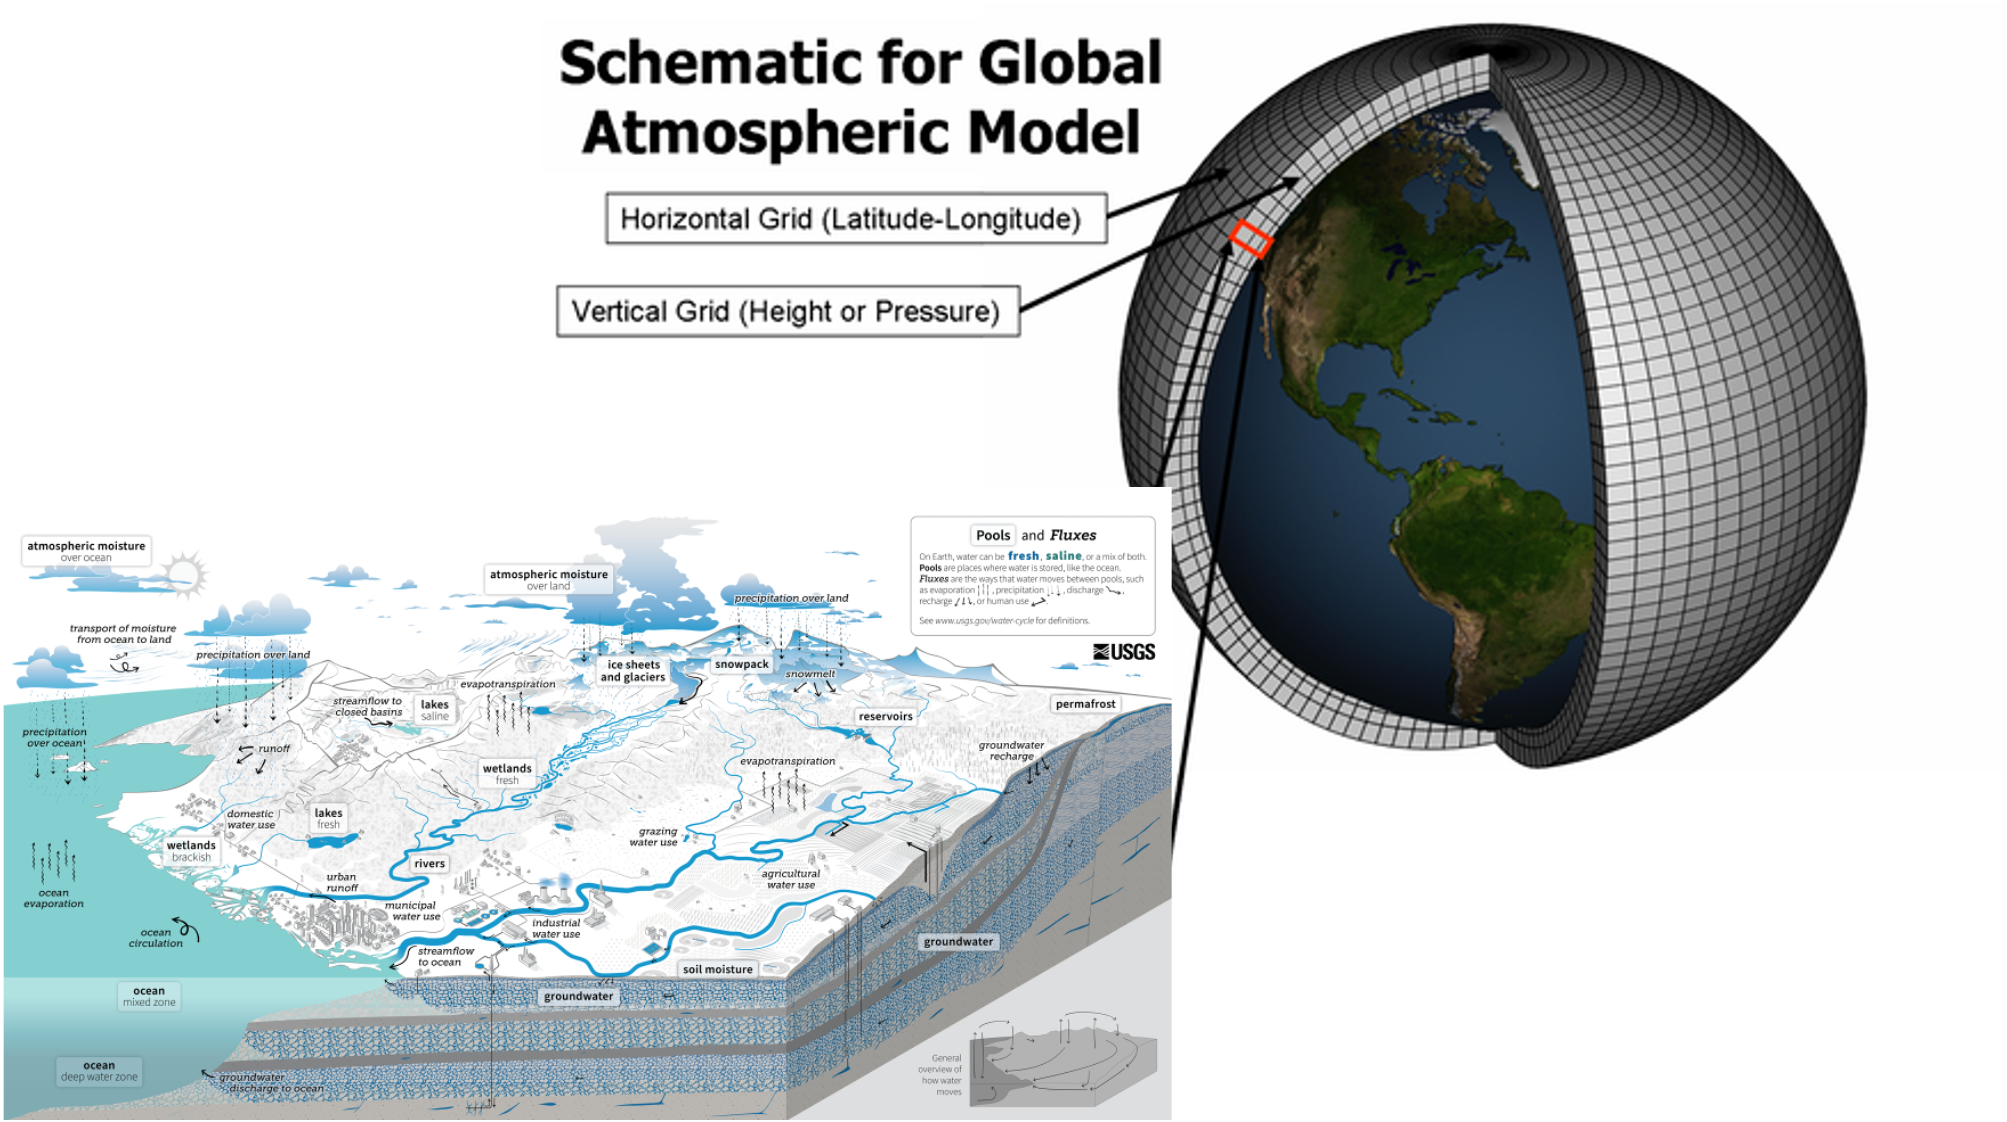 Schematic for Global
Atmospheric Model
Horizontal Grid (Latitude-Longitude)
Vertical Grid (Height or Pressure)
Pools and Fluxes
On Earth, water can be fresh, saline, or a mix of both.
Pools are places where water is stored, like the ocean.
Fluxes are the ways that water moves between pools, such
as evaporation, precipitation, discharge,
recharge, or human use.
See www.usgs.gov/water-cycle for definitions.
USGS
atmospheric moisture
over ocean
atmospheric moisture
over land
precipitation over land
transport of moisture
from ocean to land
precipitation over land
ice sheets
and glaciers
snowpack
snowmelt
evapotranspiration
streamflow to
closed basins
lakes
saline
permafrost
reservoirs
precipitation
over ocean
runoff
groundwater
recharge
evapotranspiration
wetlands
fresh
domestic
water use
lakes
fresh
grazing
water use
wetlands
brackish
rivers
agricultural
water use
urban
runoff
ocean
evaporation
municipal
water use
industrial
water use
ocean
circulation
groundwater
streamflow
to ocean
soil moisture
ocean
mixed zone
groundwater
ocean
deep water zone
groundwater
discharge to ocean
General
overview of
how water
moves